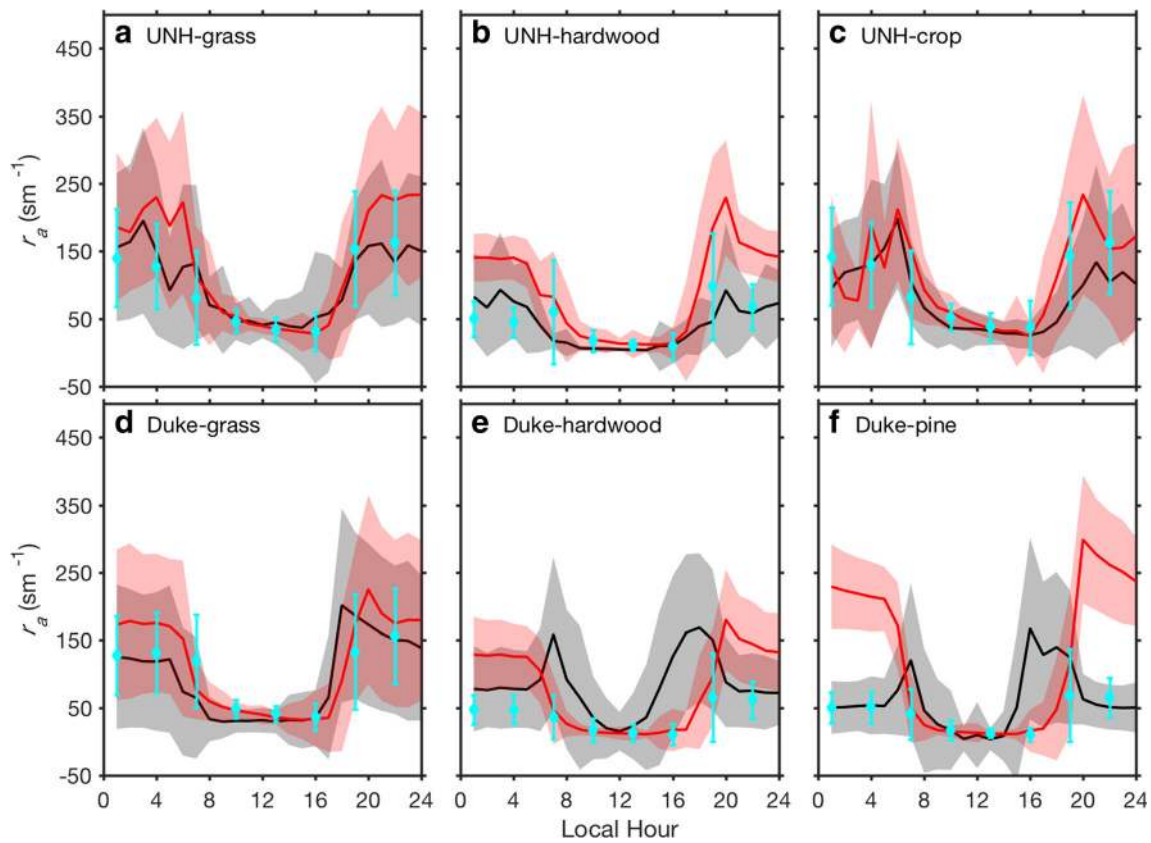 a UNH-grass
b UNH-hardwood
c UNH-crop
450
350
250
150
50
-50
r_a (sm⁻¹)
d Duke-grass
e Duke-hardwood
f Duke-pine
450
350
250
150
50
-50
r_a (sm⁻¹)
0 4 8 12 16 20 24
0 4 8 12 16 20 24
0 4 8 12 16 20 24
Local Hour